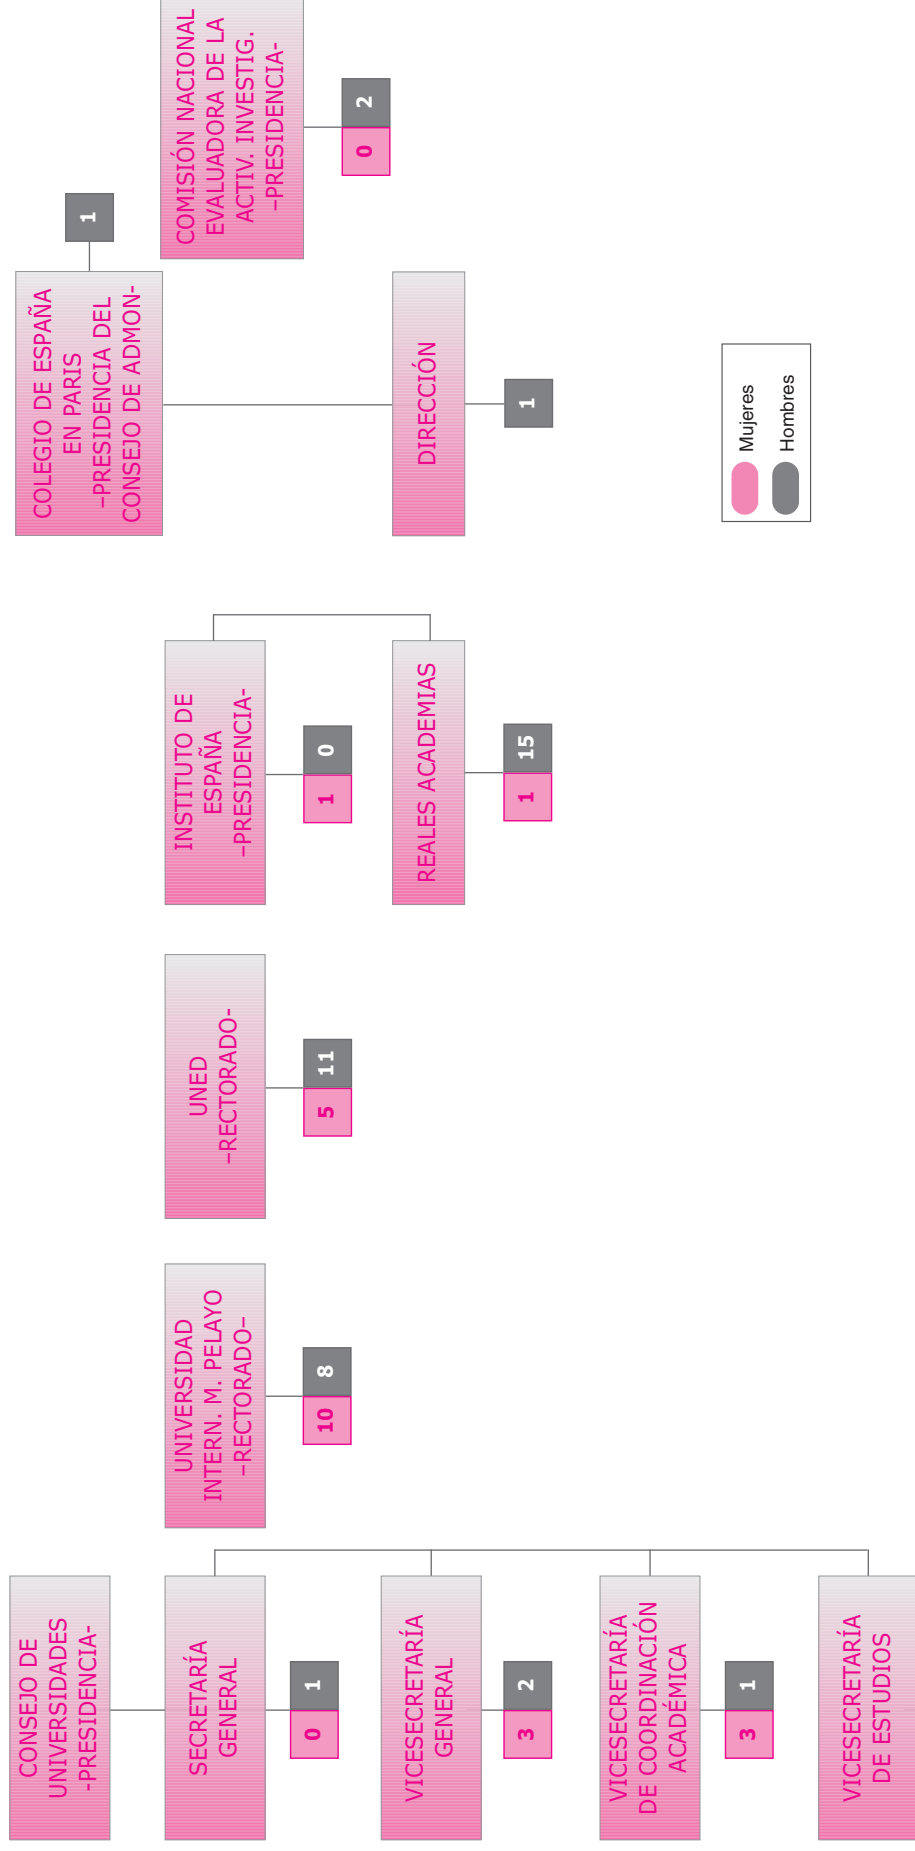 CONSEJO DE
UNIVERSIDADES
-PRESIDENCIA-
SECRETARÍA
GENERAL
0 1
VICESECRETARÍA
GENERAL
3 2
VICESECRETARÍA
DE COORDINACIÓN
ACADÉMICA
3 1
VICESECRETARÍA
DE ESTUDIOS
UNIVERSIDAD
INTERN. M. PELAYO
–RECTORADO–
10 8
UNED
–RECTORADO-
5 11
INSTITUTO DE
ESPAÑA
–PRESIDENCIA-
1 0
REALES ACADEMIAS
1 15
COLEGIO DE ESPAÑA
EN PARIS
–PRESIDENCIA DEL
CONSEJO DE ADMON-
1
DIRECCIÓN
1
COMISIÓN NACIONAL
EVALUADORA DE LA
ACTIV. INVESTIG.
–PRESIDENCIA-
0 2
Mujeres
Hombres